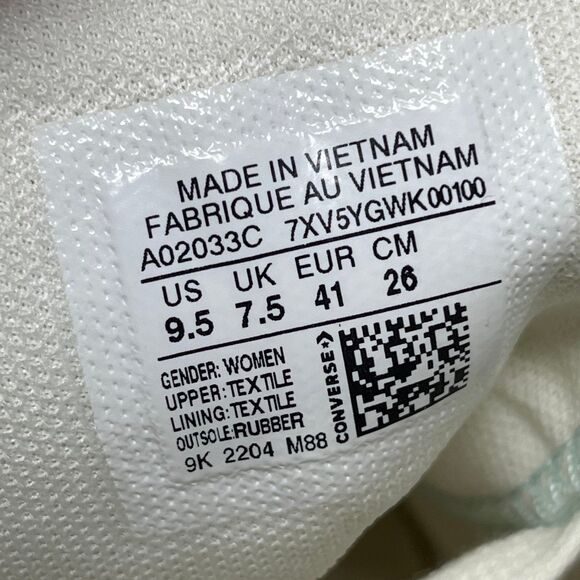 MADE IN VIETNAM
FABRIQUE AU VIETNAM
A02033C 7XV5YGWK00100
US UK EUR CM
9.5 7.5 41 26
GENDER: WOMEN
UPPER: TEXTILE
LINING: TEXTILE
OUTSOLE:RUBBER
9K 2204 M88
CONVERSE